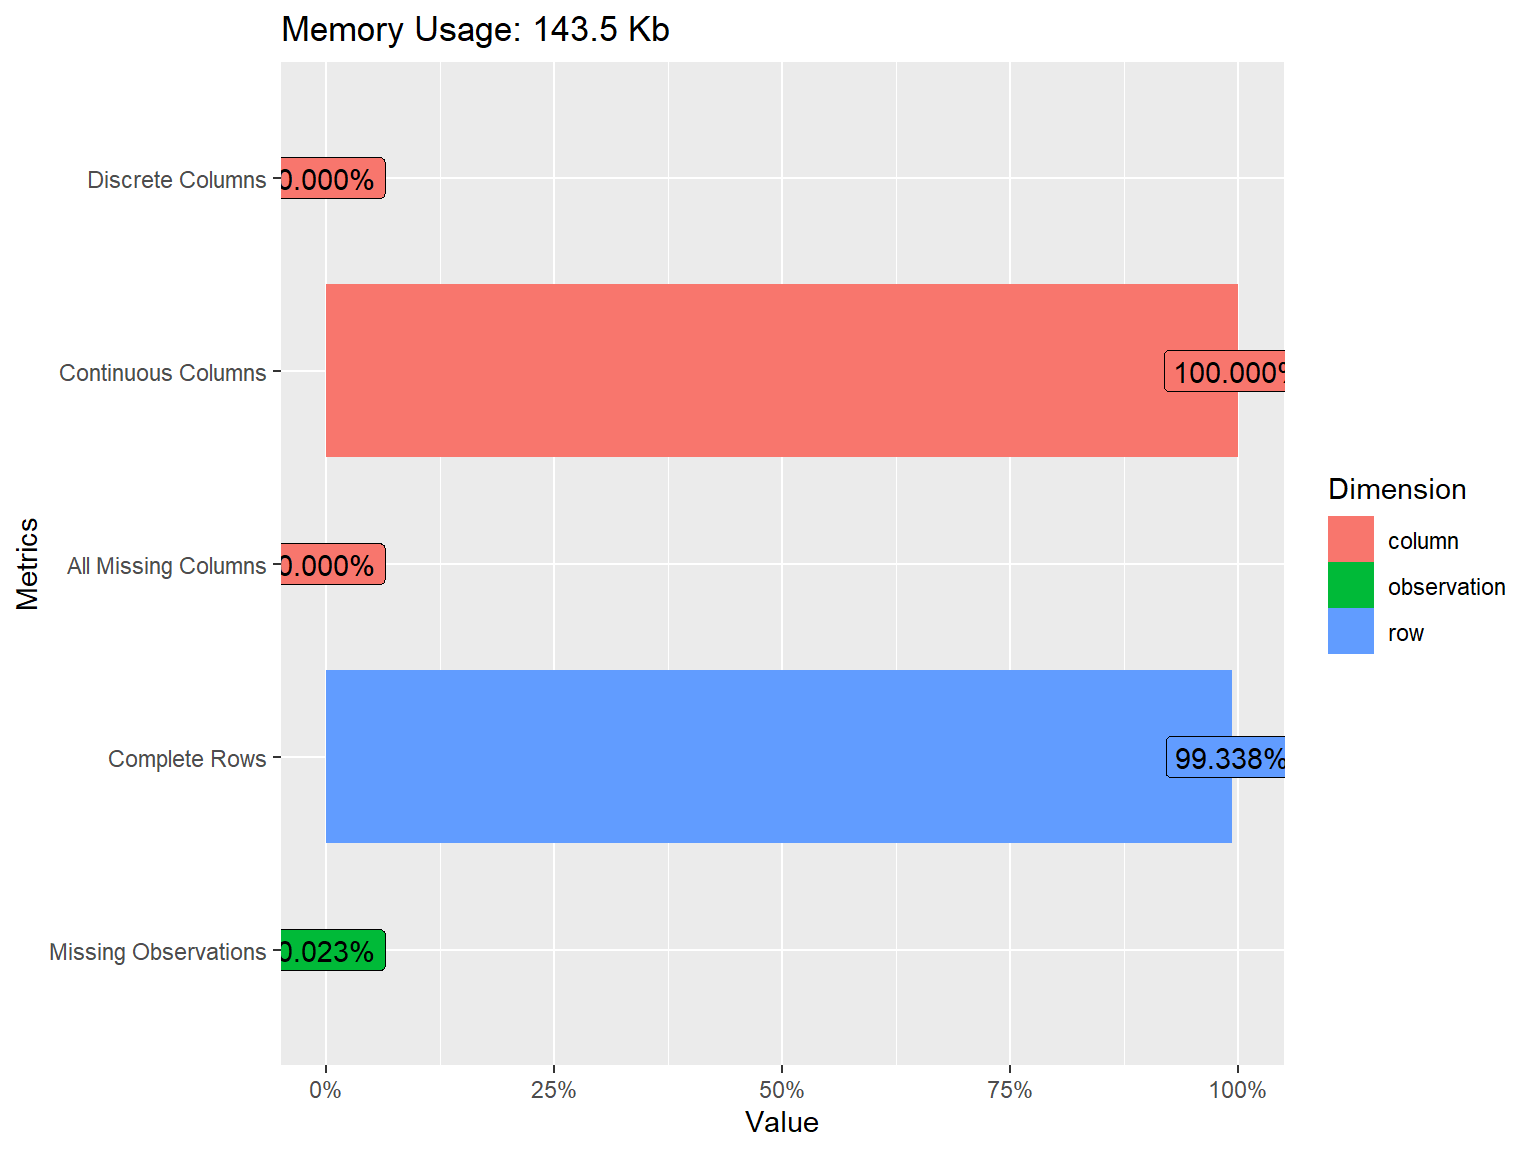 Memory Usage: 143.5 Kb
Discrete Columns
0.000%
Continuous Columns
100.000%
All Missing Columns
0.000%
Complete Rows
99.338%
Missing Observations
0.023%
Metrics
0%
25%
50%
75%
100%
Value
Dimension
column
observation
row